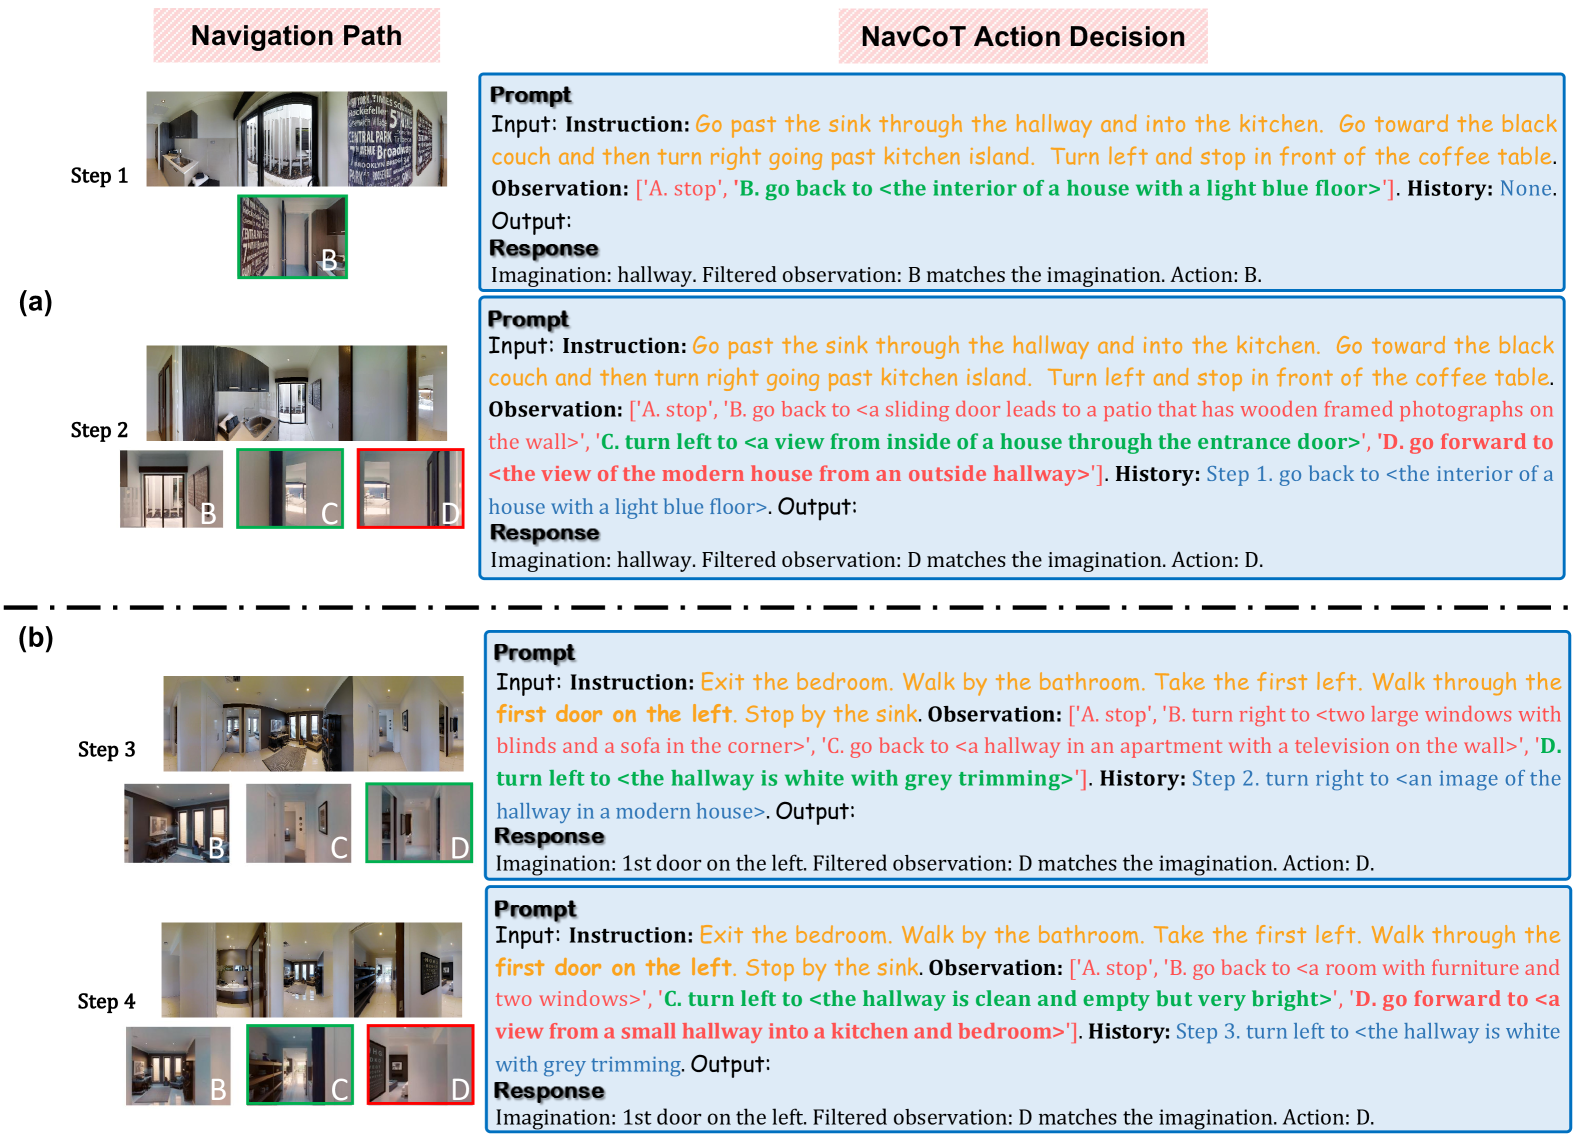 Navigation Path
NavCoT Action Decision
(a)
Step 1
B
Prompt
Input: Instruction: Go past the sink through the hallway and into the kitchen. Go toward the black
couch and then turn right going past kitchen island. Turn left and stop in front of the coffee table.
Observation: ['A. stop', 'B. go back to <the interior of a house with a light blue floor>']. History: None.
Output:
Response
Imagination: hallway. Filtered observation: B matches the imagination. Action: B.
Step 2
B
C
D
Prompt
Input: Instruction: Go past the sink through the hallway and into the kitchen. Go toward the black
couch and then turn right going past kitchen island. Turn left and stop in front of the coffee table.
Observation: ['A. stop', 'B. go back to <a sliding door leads to a patio that has wooden framed photographs on
the wall>', 'C. turn left to <a view from inside of a house through the entrance door>', 'D. go forward to
<the view of the modern house from an outside hallway>']. History: Step 1. go back to <the interior of a
house with a light blue floor>. Output:
Response
Imagination: hallway. Filtered observation: D matches the imagination. Action: D.
(b)
Step 3
B
C
D
Prompt
Input: Instruction: Exit the bedroom. Walk by the bathroom. Take the first left. Walk through the
first door on the left. Stop by the sink. Observation: ['A. stop', 'B. turn right to <two large windows with
blinds and a sofa in the corner>', 'C. go back to <a hallway in an apartment with a television on the wall>', 'D.
turn left to <the hallway is white with grey trimming>']. History: Step 2. turn right to <an image of the
hallway in a modern house>. Output:
Response
Imagination: 1st door on the left. Filtered observation: D matches the imagination. Action: D.
Step 4
B
C
D
Prompt
Input: Instruction: Exit the bedroom. Walk by the bathroom. Take the first left. Walk through the
first door on the left. Stop by the sink. Observation: ['A. stop', 'B. go back to <a room with furniture and
two windows>', 'C. turn left to <the hallway is clean and empty but very bright>', 'D. go forward to <a
view from a small hallway into a kitchen and bedroom>']. History: Step 3. turn left to <the hallway is white
with grey trimming. Output:
Response
Imagination: 1st door on the left. Filtered observation: D matches the imagination. Action: D.